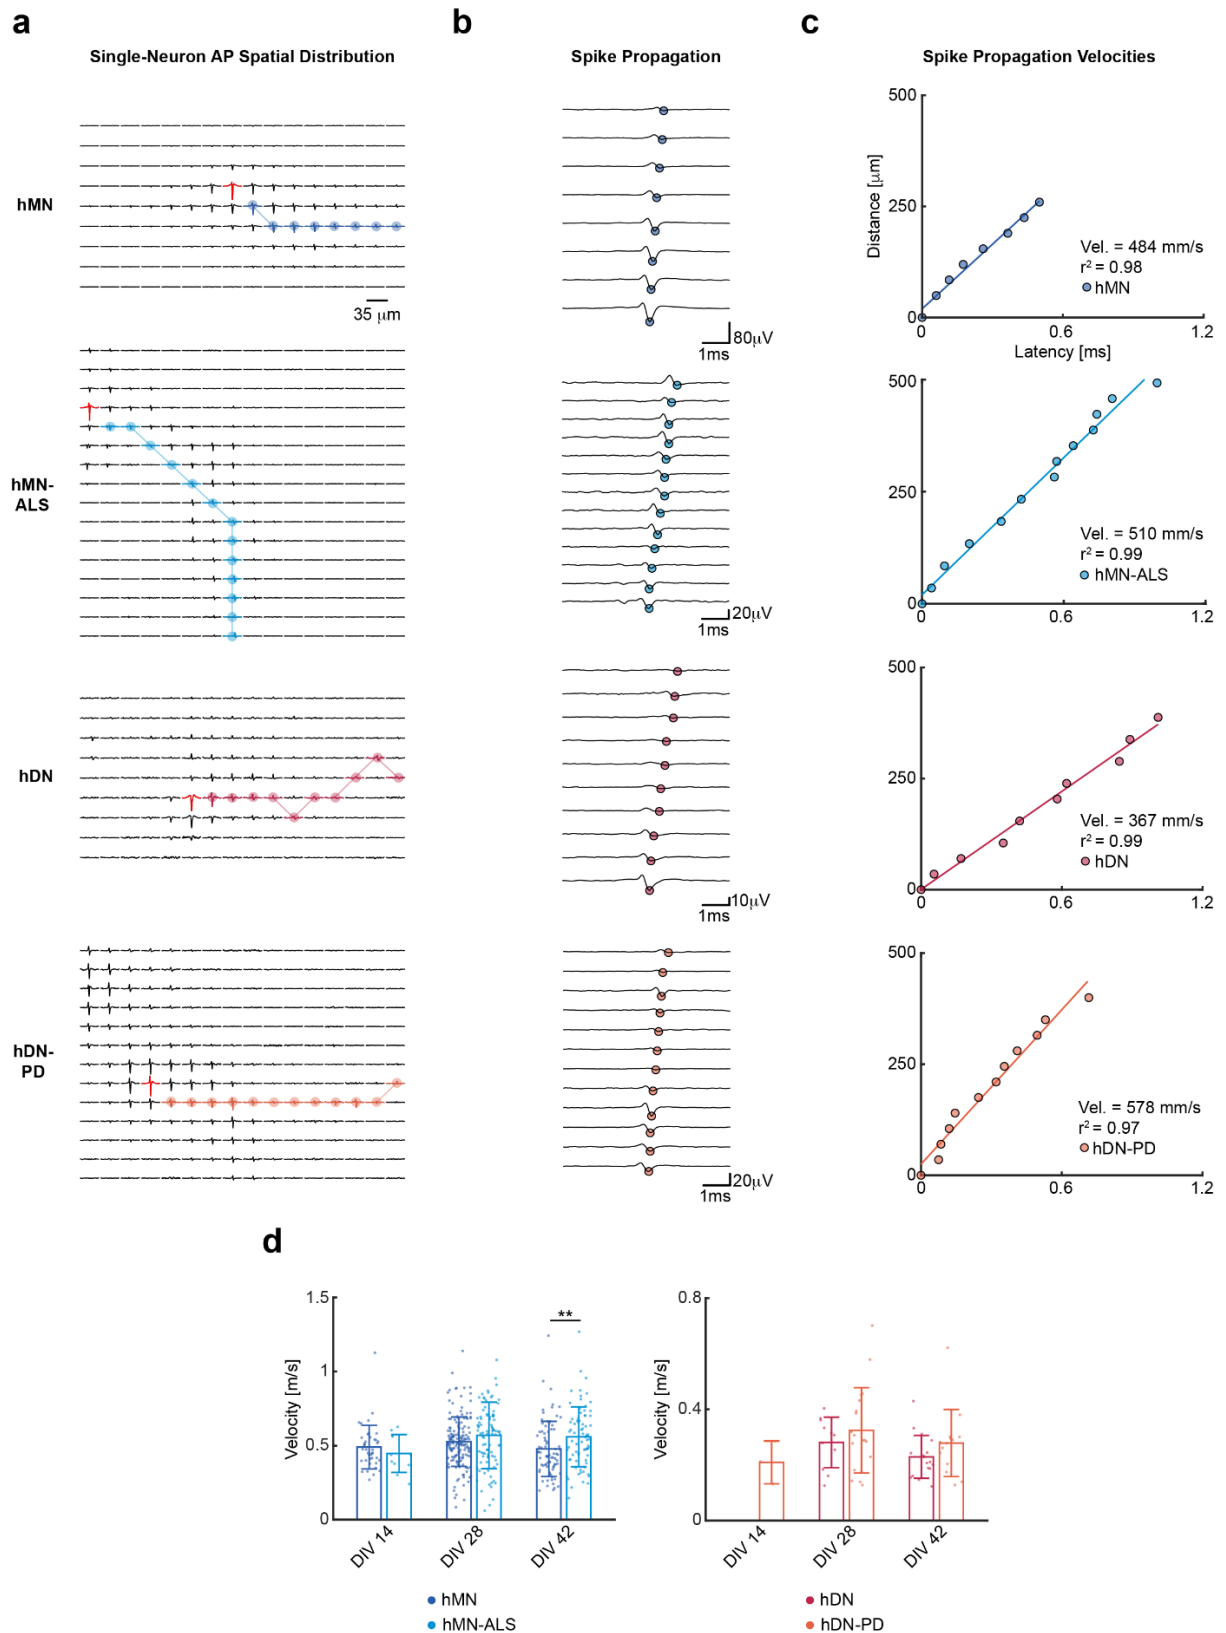 a
b
c
Single-Neuron AP Spatial Distribution
Spike Propagation
Spike Propagation Velocities
hMN
35 μm
80μV
1ms
500
250
0
Distance [μm]
Vel. = 484 mm/s
r² = 0.98
hMN
0
0.6
1.2
Latency [ms]
hMN-
ALS
20μV
1ms
500
250
0
Vel. = 510 mm/s
r² = 0.99
hMN-ALS
0
0.6
1.2
hDN
10μV
1ms
500
250
0
Vel. = 367 mm/s
r² = 0.99
hDN
0
0.6
1.2
hDN-
PD
20μV
1ms
500
250
0
Vel. = 578 mm/s
r² = 0.97
hDN-PD
0
0.6
1.2
d
1.5
1
0.5
0
Velocity [m/s]
**
DIV 14
DIV 28
DIV 42
hMN
hMN-ALS
0.8
0.4
0
Velocity [m/s]
DIV 14
DIV 28
DIV 42
hDN
hDN-PD